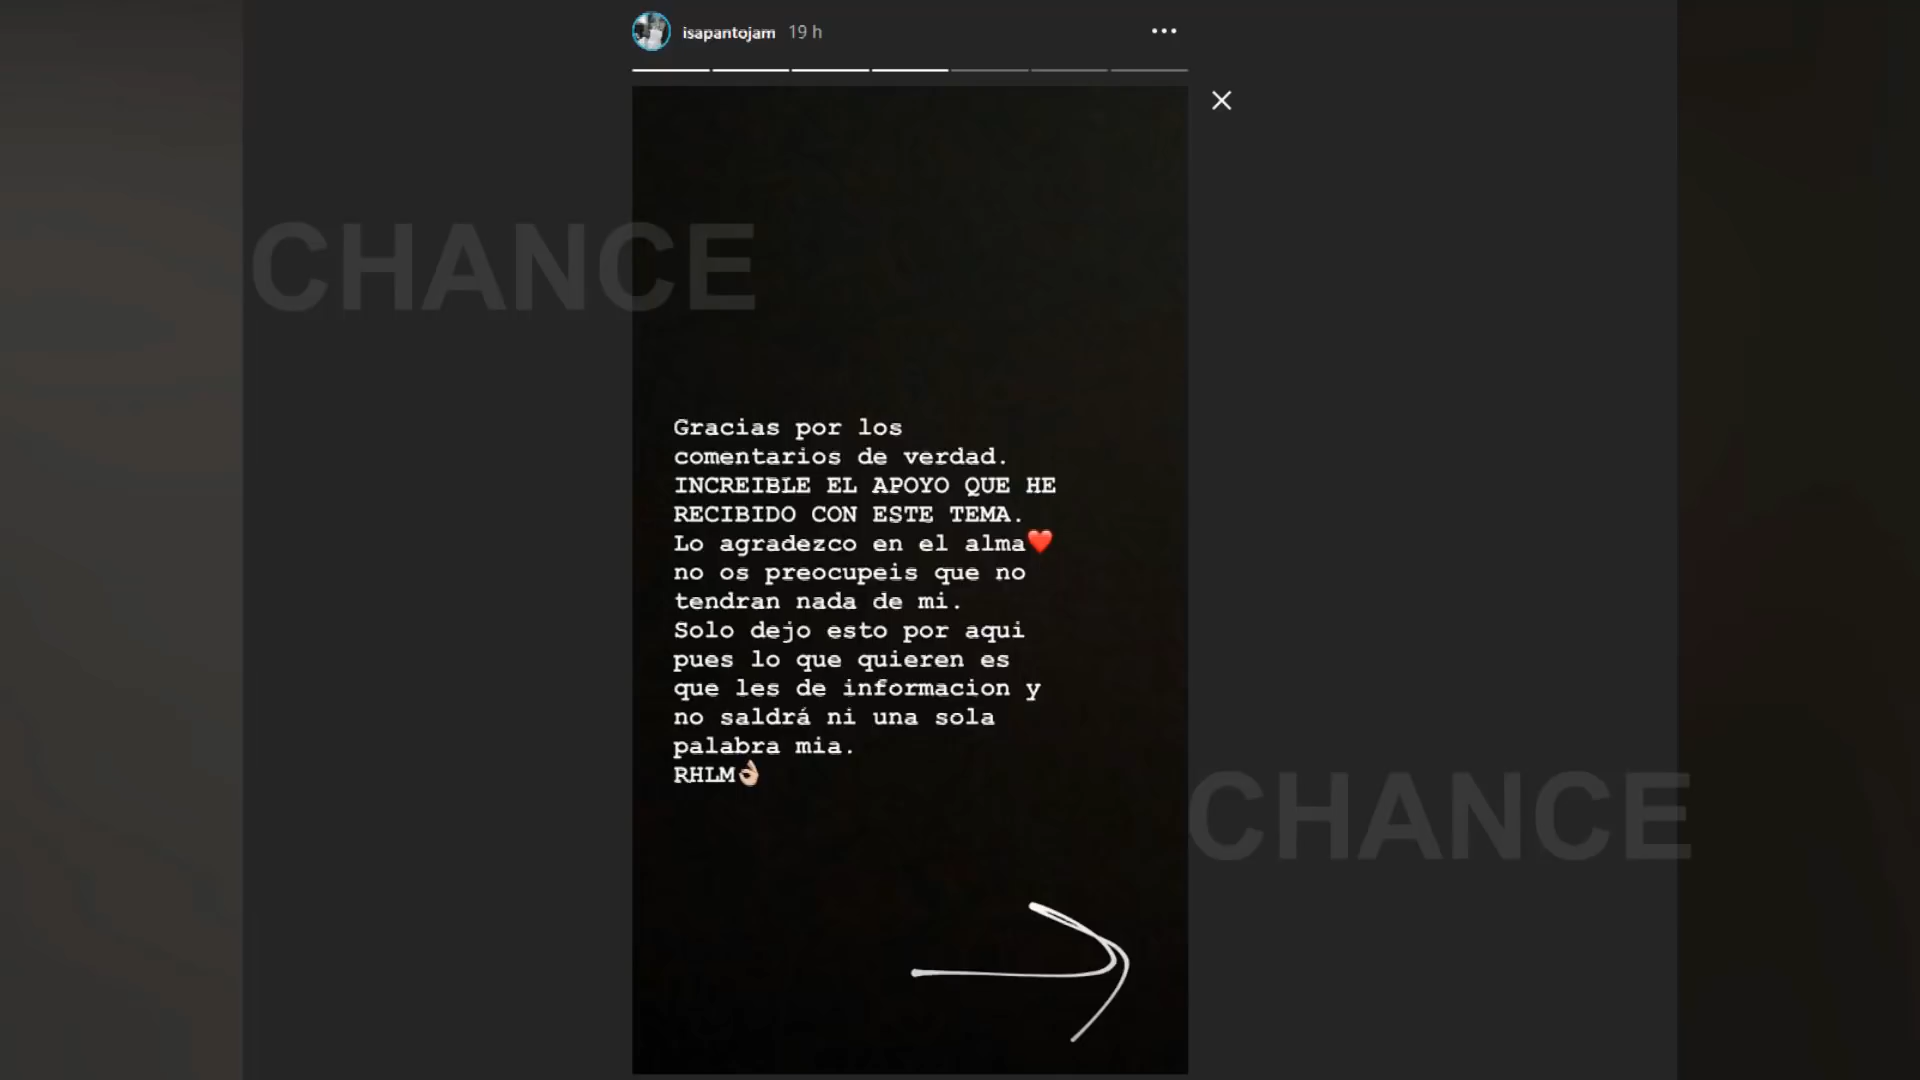 isapantojam 19 h
CHANCE
Gracias por los
comentarios de verdad.
INCREIBLE EL APOYO QUE HE
RECIBIDO CON ESTE TEMA.
Lo agradezco en el alma❤️
no os preocupeis que no
tendran nada de mi.
Solo dejo esto por aqui
pues lo que quieren es
que les de informacion y
no saldrá ni una sola
palabra mia.
RHLM👌🏼
CHANCE